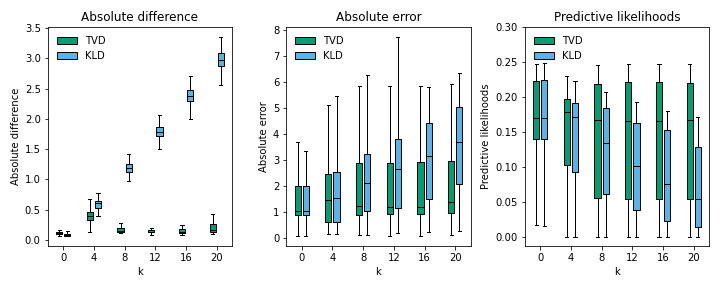 Absolute difference
TVD
KLD
Absolute difference
0.0
0.5
1.0
1.5
2.0
2.5
3.0
3.5
0 4 8 12 16 20
k
Absolute error
TVD
KLD
Absolute error
0
1
2
3
4
5
6
7
8
0 4 8 12 16 20
k
Predictive likelihoods
TVD
KLD
Predictive likelihoods
0.00
0.05
0.10
0.15
0.20
0.25
0.30
0 4 8 12 16 20
k